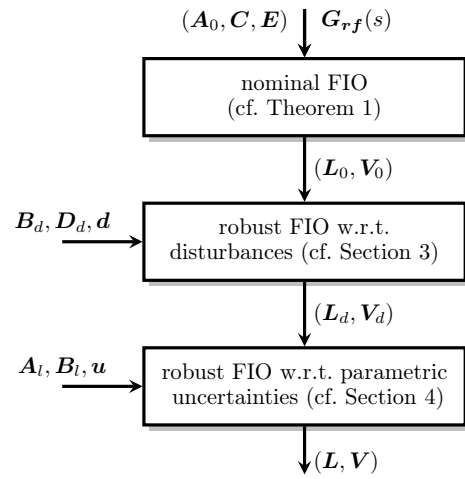 (A₀, C, E) G_rf(s)
nominal FIO
(cf. Theorem 1)
(L₀, V₀)
B_d, D_d, d
robust FIO w.r.t.
disturbances (cf. Section 3)
(L_d, V_d)
A_l, B_l, u
robust FIO w.r.t. parametric
uncertainties (cf. Section 4)
(L, V)